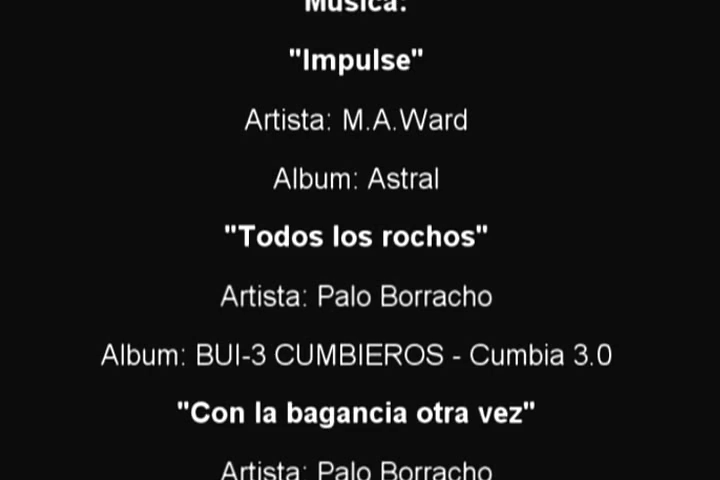 Musica:
"Impulse"
Artista: M.A.Ward
Album: Astral
"Todos los rochos"
Artista: Palo Borracho
Album: BUI-3 CUMBIEROS - Cumbia 3.0
"Con la bagancia otra vez"
Artista: Palo Borracho